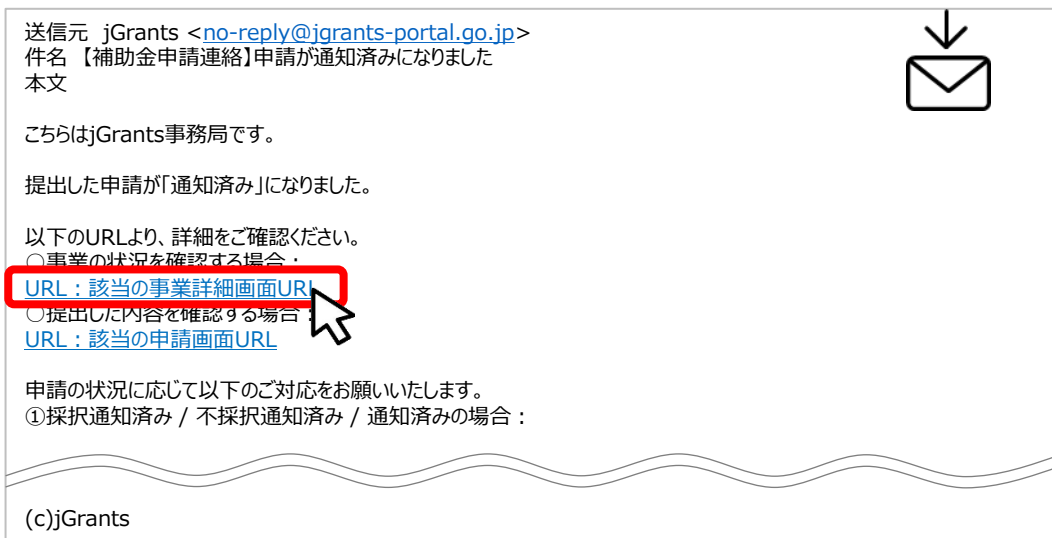 送信元 jGrants <no-reply@jgrants-portal.go.jp>
件名 【補助金申請連絡】申請が通知済みになりました
本文
こちらはjGrants事務局です。
提出した申請が「通知済み」になりました。
以下のURLより、詳細をご確認ください。
○事業の状況を確認する場合：
URL：該当の事業詳細画面URL
○提出した内容を確認する場合：
URL：該当の申請画面URL
申請の状況に応じて以下のご対応をお願いいたします。
①採択通知済み / 不採択通知済み / 通知済みの場合：
(c)jGrants